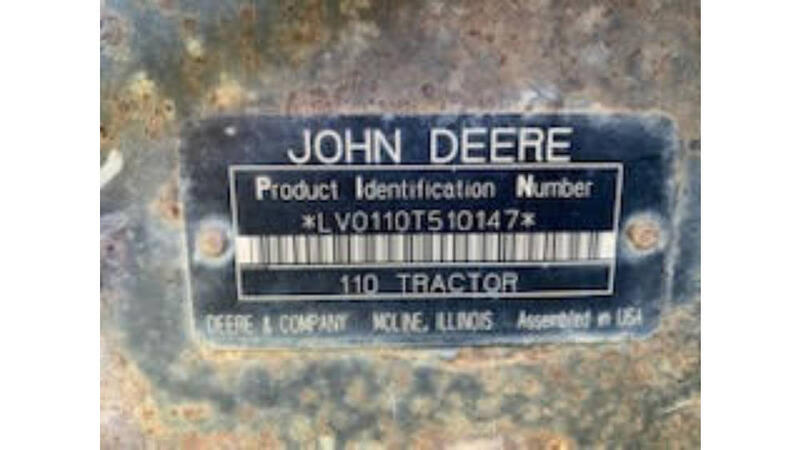 JOHN DEERE
Product Identification Number
*LV0110T510147*
110 TRACTOR
DEERE & COMPANY MOLINE, ILLINOIS Assembled in USA